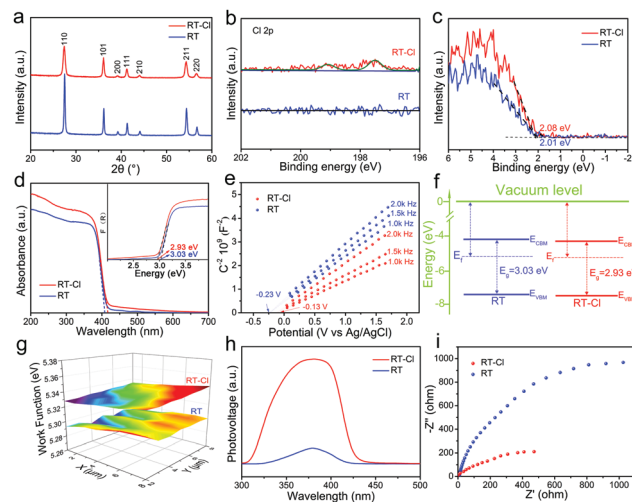 a
RT-Cl
RT
110
101
200
111
210
211
220
Intensity (a.u.)
20 30 40 50 60
2θ (°)
b
Cl 2p
RT-Cl
RT
Intensity (a.u.)
202 200 198 196
Binding energy (eV)
c
RT-Cl
RT
2.08 eV
2.01 eV
Intensity (a.u.)
6 5 4 3 2 1 0 -1 -2
Binding energy (eV)
d
RT-Cl
RT
2.93 eV
3.03 eV
3.0 3.5
Energy (eV)
Absorbance (a.u.)
200 300 400 500 600 700
Wavelength (nm)
e
RT-Cl
RT
2.0k Hz
1.5k Hz
1.0k Hz
2.0k Hz
1.5k Hz
1.0k Hz
-0.23 V
-0.13 V
5
4
3
2
1
0
C⁻² 10⁹ (F⁻²)
0.0 1.0 2.0
Potential (V vs Ag/AgCl)
f
Vacuum level
0
-4
-6
-8
Energy (eV)
E_CBM
E_f
E_g=3.03 eV
E_VBM
RT
E_f
E_g=2.93 eV
RT-Cl
g
5.38
5.36
5.34
5.32
5.30
5.28
5.26
Work Function (eV)
RT-Cl
RT
X (μm)
Y (μm)
h
RT-Cl
RT
Photovoltage (a.u.)
300 350 400 450 500
Wavelength (nm)
i
RT-Cl
RT
-1000
-800
-600
-400
-200
0
-Z'' (ohm)
0 200 400 600 800 1000
Z' (ohm)